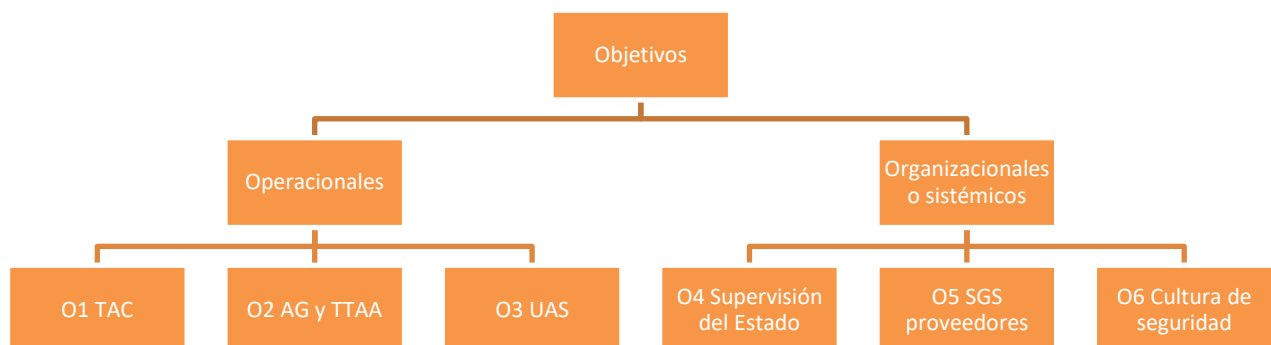 Objetivos
Operacionales
Organizacionales
o sistémicos
O1 TAC
O2 AG y TTAA
O3 UAS
O4 Supervisión
del Estado
O5 SGS
proveedores
O6 Cultura de
seguridad